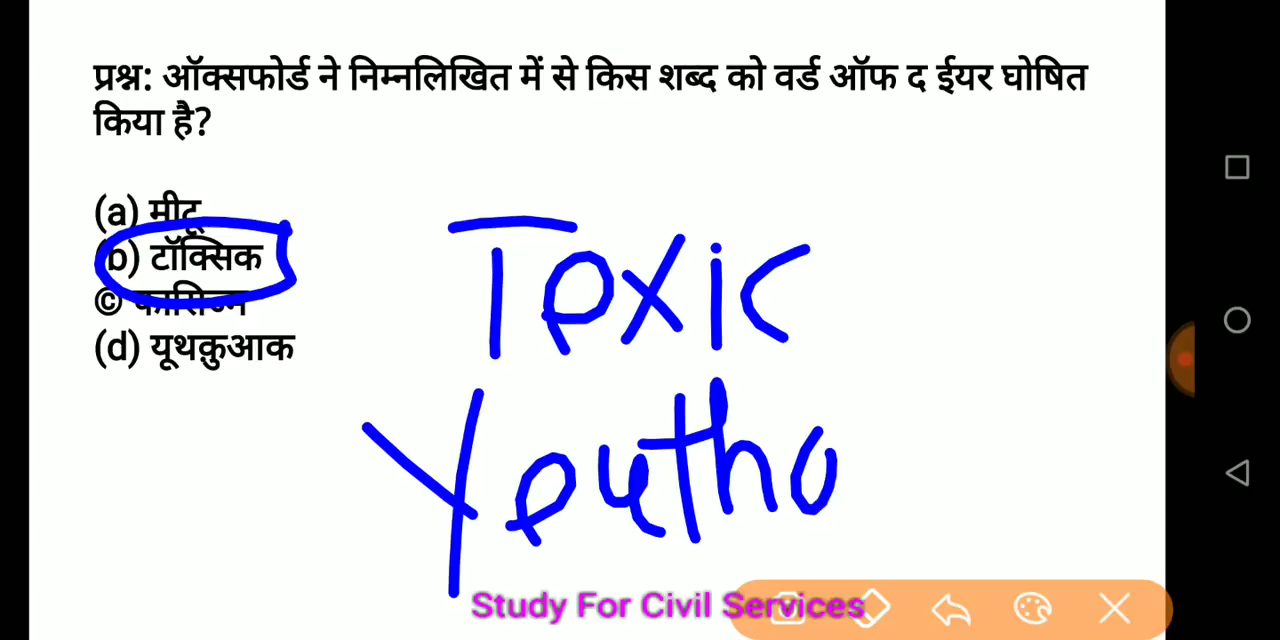 प्रश्न: ऑक्सफोर्ड ने निम्नलिखित में से किस शब्द को वर्ड ऑफ द ईयर घोषित
किया है?
(a) मीटू
(b) टॉक्सिक
© फासिज्म
(d) यूथक़ुआक
Toxic
Youtho
Study For Civil Services